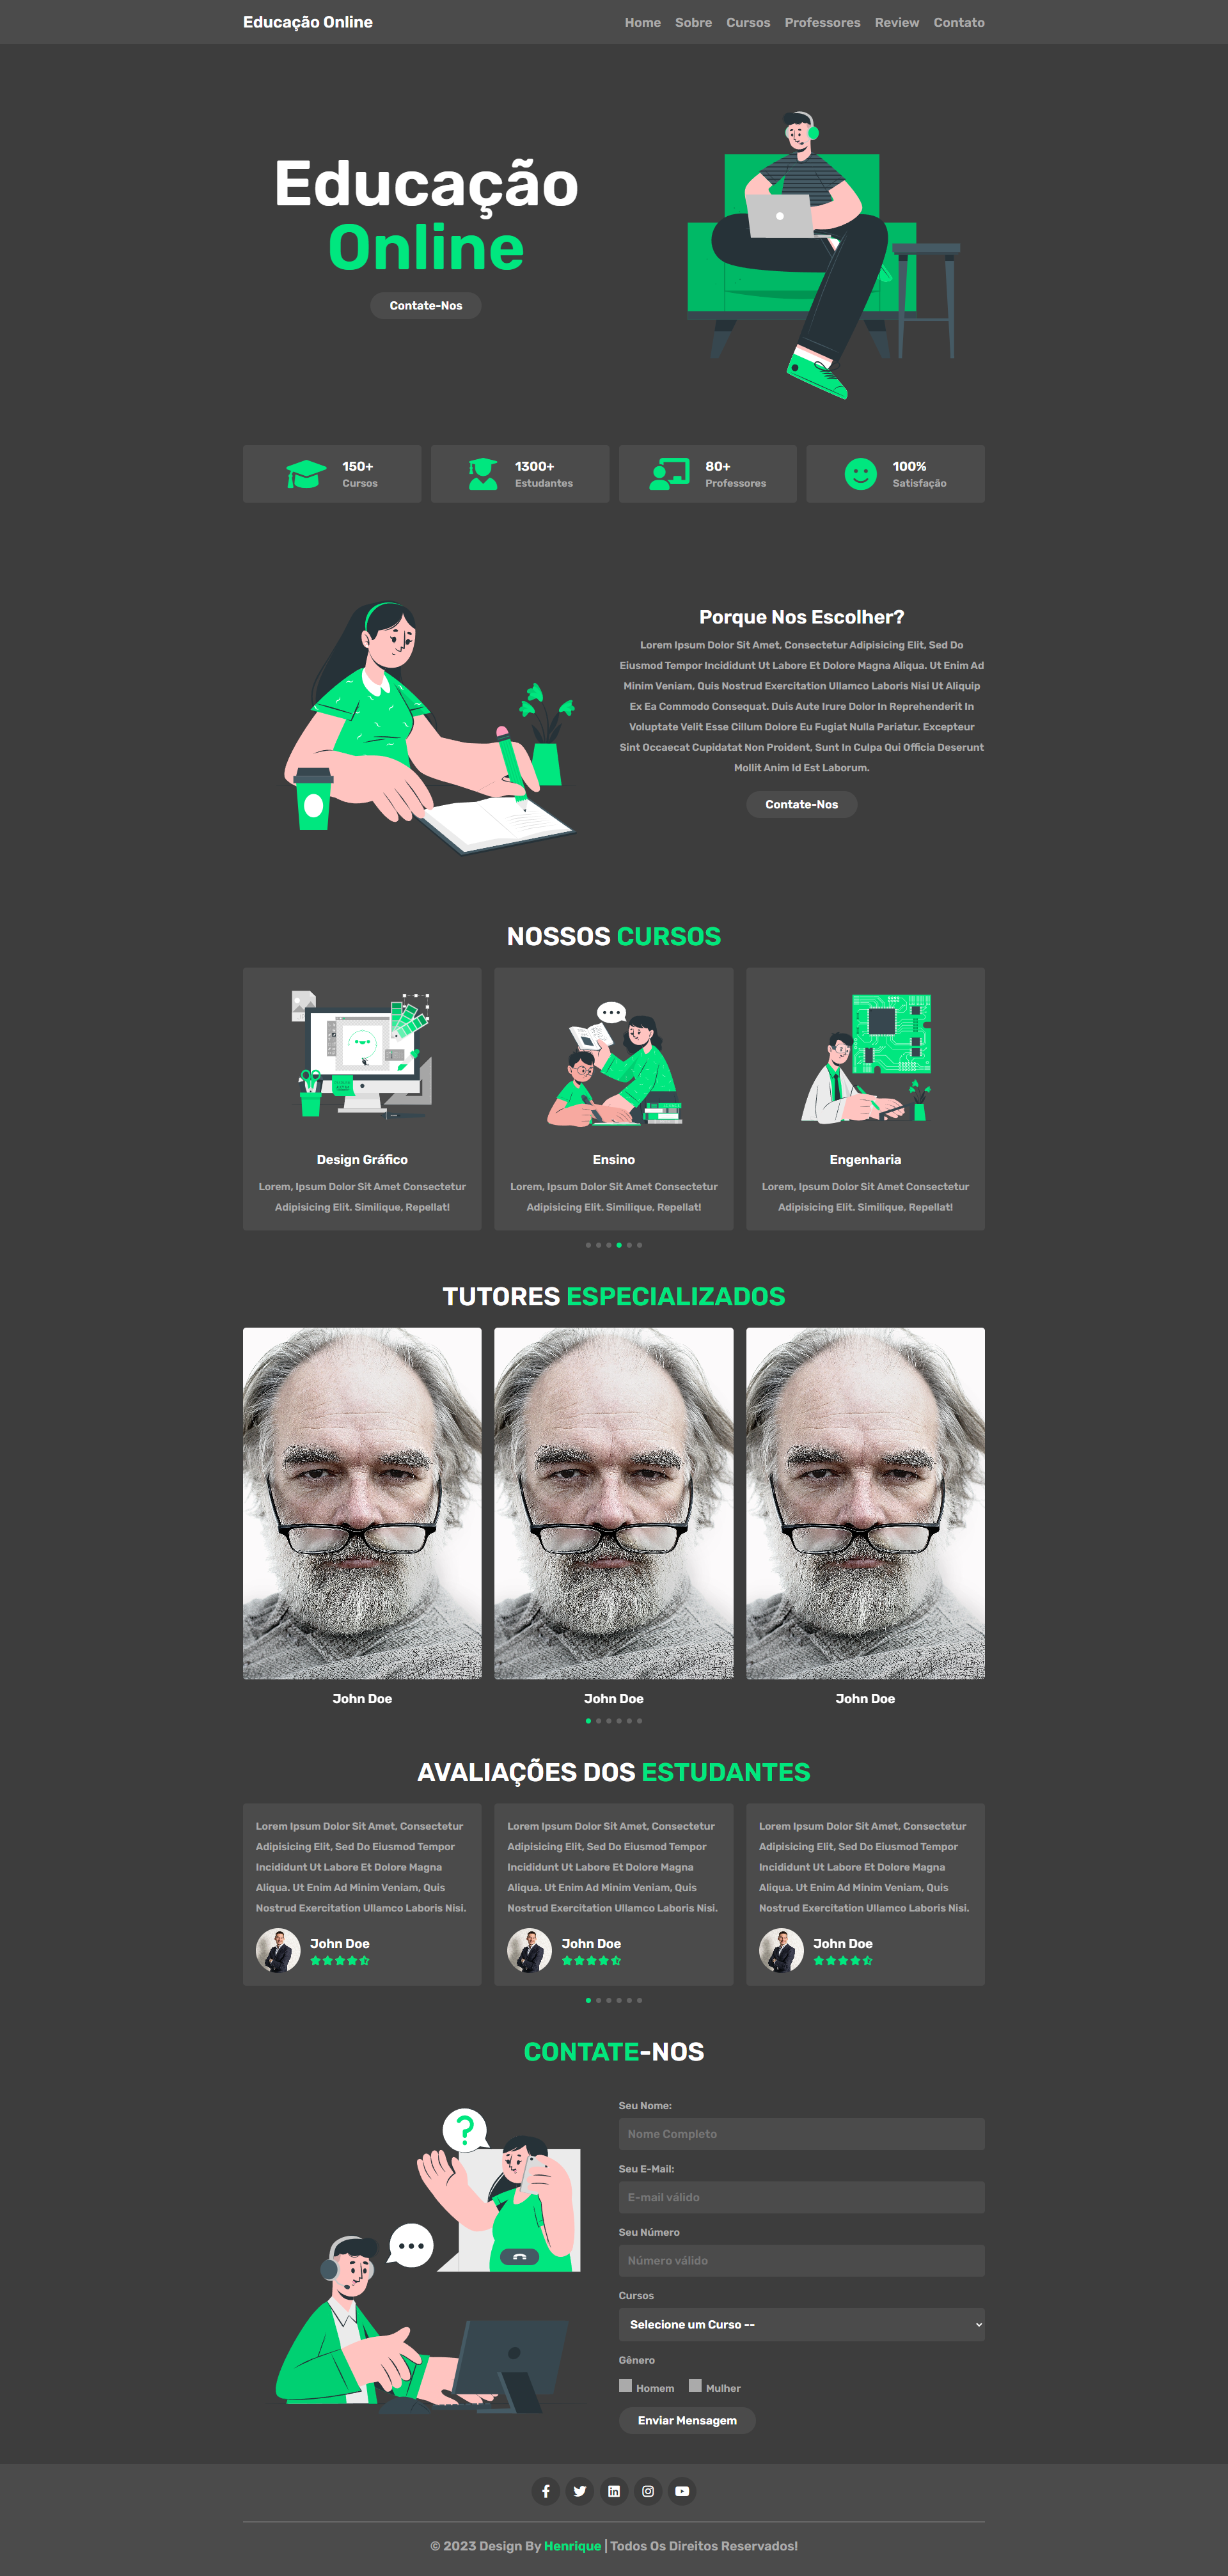 Educação Online
Home Sobre Cursos Professores Review Contato
Educação
Online
Contate-Nos
150+
Cursos
1300+
Estudantes
80+
Professores
100%
Satisfação
Porque Nos Escolher?
Lorem Ipsum Dolor Sit Amet, Consectetur Adipisicing Elit, Sed Do
Eiusmod Tempor Incididunt Ut Labore Et Dolore Magna Aliqua. Ut Enim Ad
Minim Veniam, Quis Nostrud Exercitation Ullamco Laboris Nisi Ut Aliquip
Ex Ea Commodo Consequat. Duis Aute Irure Dolor In Reprehenderit In
Voluptate Velit Esse Cillum Dolore Eu Fugiat Nulla Pariatur. Excepteur
Sint Occaecat Cupidatat Non Proident, Sunt In Culpa Qui Officia Deserunt
Mollit Anim Id Est Laborum.
Contate-Nos
NOSSOS CURSOS
Design Gráfico
Lorem, Ipsum Dolor Sit Amet Consectetur
Adipisicing Elit. Similique, Repellat!
Ensino
Lorem, Ipsum Dolor Sit Amet Consectetur
Adipisicing Elit. Similique, Repellat!
Engenharia
Lorem, Ipsum Dolor Sit Amet Consectetur
Adipisicing Elit. Similique, Repellat!
TUTORES ESPECIALIZADOS
John Doe
John Doe
John Doe
AVALIAÇÕES DOS ESTUDANTES
Lorem Ipsum Dolor Sit Amet, Consectetur
Adipisicing Elit, Sed Do Eiusmod Tempor
Incididunt Ut Labore Et Dolore Magna
Aliqua. Ut Enim Ad Minim Veniam, Quis
Nostrud Exercitation Ullamco Laboris Nisi.
John Doe
Lorem Ipsum Dolor Sit Amet, Consectetur
Adipisicing Elit, Sed Do Eiusmod Tempor
Incididunt Ut Labore Et Dolore Magna
Aliqua. Ut Enim Ad Minim Veniam, Quis
Nostrud Exercitation Ullamco Laboris Nisi.
John Doe
Lorem Ipsum Dolor Sit Amet, Consectetur
Adipisicing Elit, Sed Do Eiusmod Tempor
Incididunt Ut Labore Et Dolore Magna
Aliqua. Ut Enim Ad Minim Veniam, Quis
Nostrud Exercitation Ullamco Laboris Nisi.
John Doe
CONTATE-NOS
?
Seu Nome:
Nome Completo
Seu E-Mail:
E-mail válido
Seu Número
Número válido
Cursos
Selecione um Curso --
Gênero
Homem Mulher
Enviar Mensagem
© 2023 Design By Henrique | Todos Os Direitos Reservados!